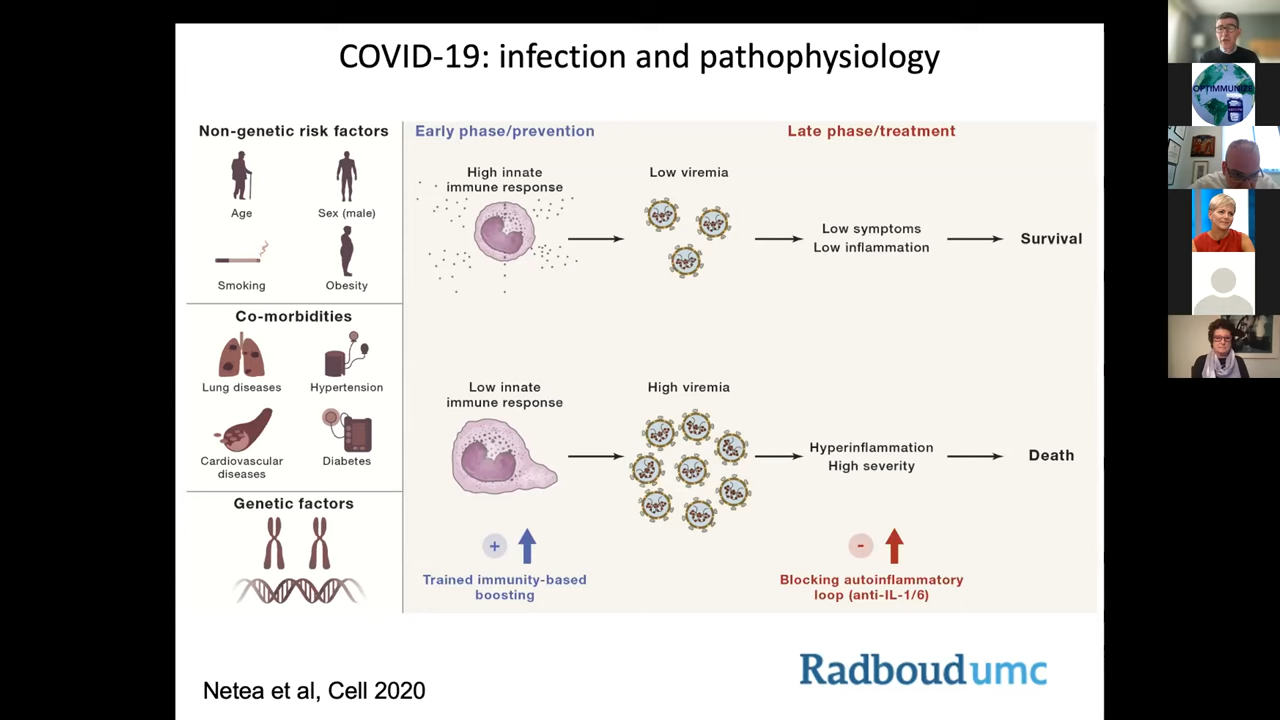 COVID-19: infection and pathophysiology
Non-genetic risk factors
Age
Sex (male)
Smoking
Obesity
Co-morbidities
Lung diseases
Hypertension
Cardiovascular
diseases
Diabetes
Genetic factors
Early phase/prevention
Late phase/treatment
High innate
immune response
Low viremia
Low symptoms
Low inflammation
Survival
Low innate
immune response
High viremia
Hyperinflammation
High severity
Death
+
Trained immunity-based
boosting
-
Blocking autoinflammatory
loop (anti-IL-1/6)
Netea et al, Cell 2020
Radboudumc
OPTIMMUNIZE